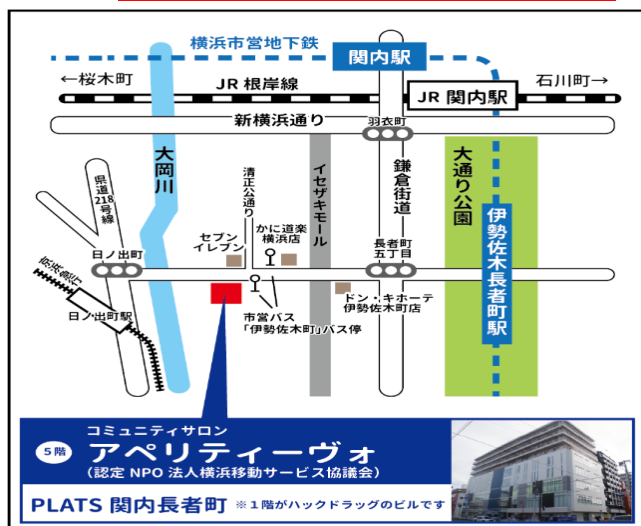 横浜市営地下鉄
関内駅
←桜木町
JR 根岸線
JR 関内駅
石川町→
新横浜通り
羽衣町
大岡川
県道218号線
清正公通り
イセザキモール
鎌倉街道
大通り公園
セブン
イレブン
かに道楽
横浜店
長者町
五丁目
日ノ出町
伊勢佐木長者町駅
京浜急行
日ノ出町駅
市営バス
「伊勢佐木町」バス停
ドン・キホーテ
伊勢佐木町店
コミュニティサロン
5階
アペリティーヴォ
(認定 NPO 法人横浜移動サービス協議会)
PLATS 関内長者町 ※1階がハックドラッグのビルです